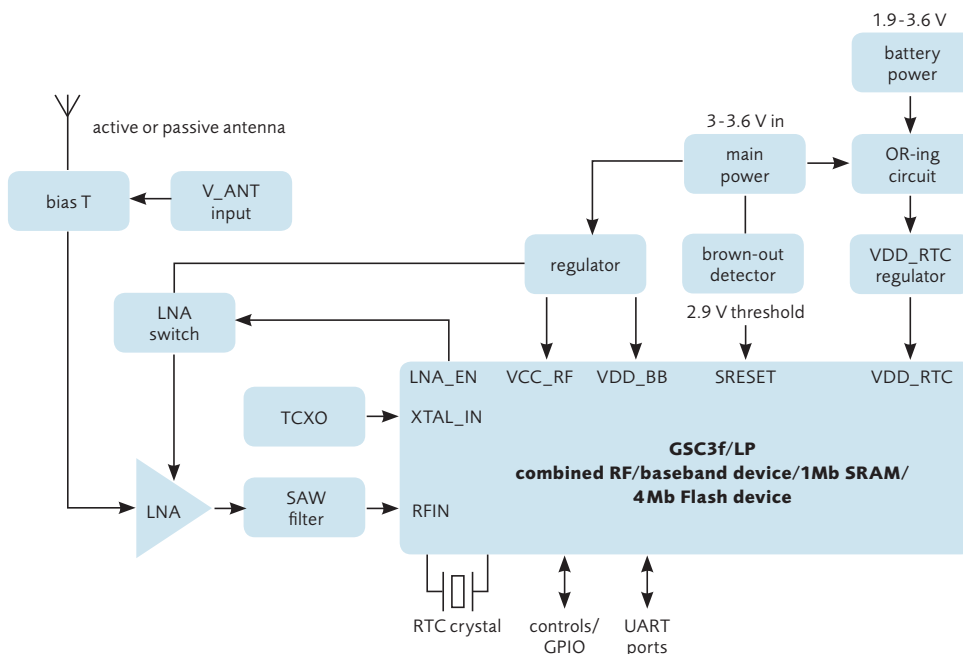 1.9-3.6 V
battery
power
active or passive antenna
3-3.6 V in
main
power
OR-ing
circuit
bias T
V_ANT
input
regulator
brown-out
detector
VDD_RTC
regulator
LNA
switch
2.9 V threshold
LNA_EN
VCC_RF
VDD_BB
SRESET
VDD_RTC
TCXO
XTAL_IN
GSC3f/LP
combined RF/baseband device/1Mb SRAM/
4Mb Flash device
LNA
SAW
filter
RFIN
RTC crystal
controls/
GPIO
UART
ports